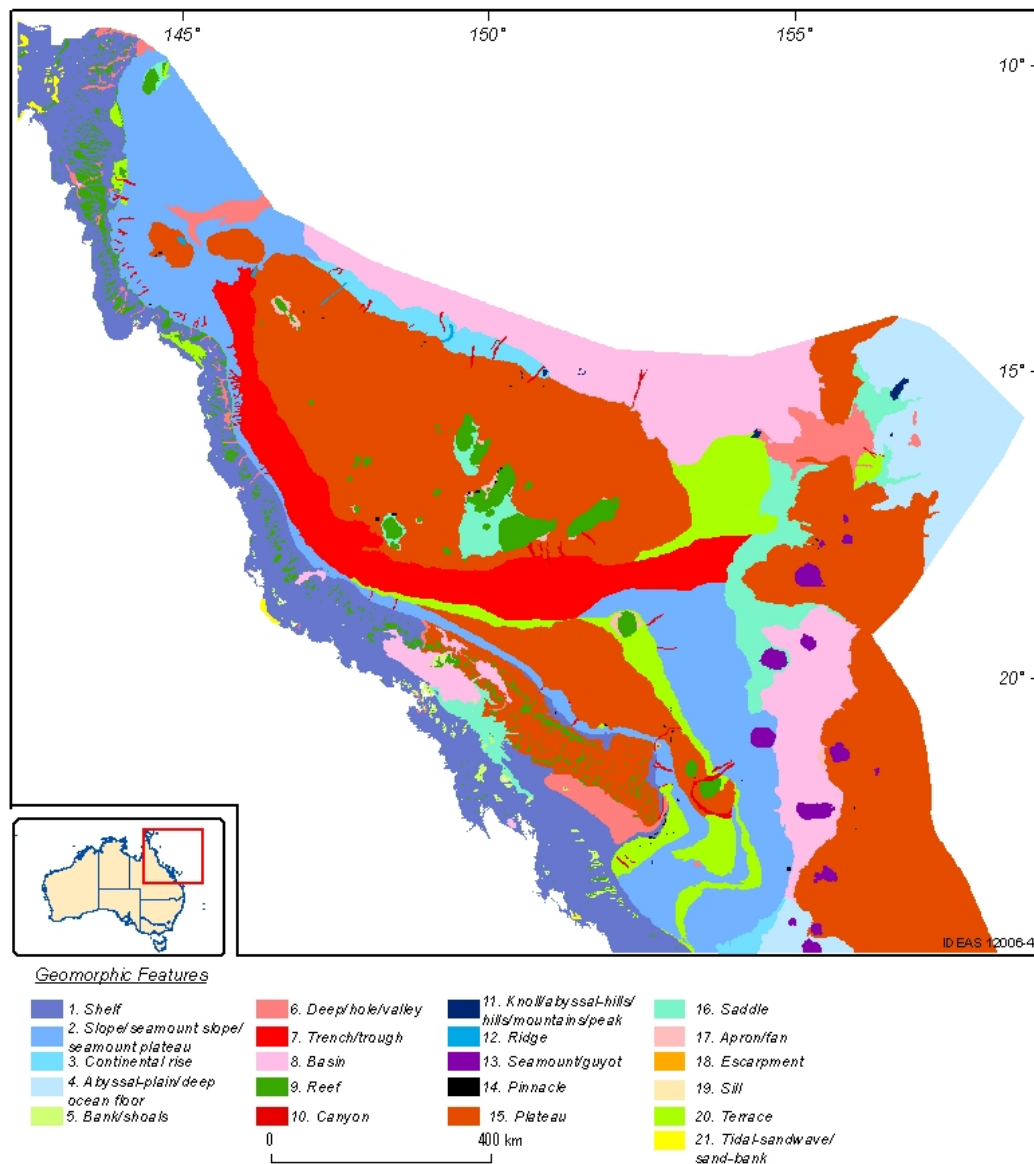 145°
150°
155°
10°
15°
20°
IDEAS 12006-4
Geomorphic Features
1. Shelf
2. Slope/seamount slope/
seamount plateau
3. Continental rise
4. Abyssal-plain/deep
ocean floor
5. Bank/shoals
6. Deep/hole/valley
7. Trench/trough
8. Basin
9. Reef
10. Canyon
11. Knoll/abyssal-hills/
hills/mountains/peak
12. Ridge
13. Seamount/guyot
14. Pinnacle
15. Plateau
16. Saddle
17. Apron/fan
18. Escarpment
19. Sill
20. Terrace
21. Tidal-sandwave/
sand-bank
0
400 km